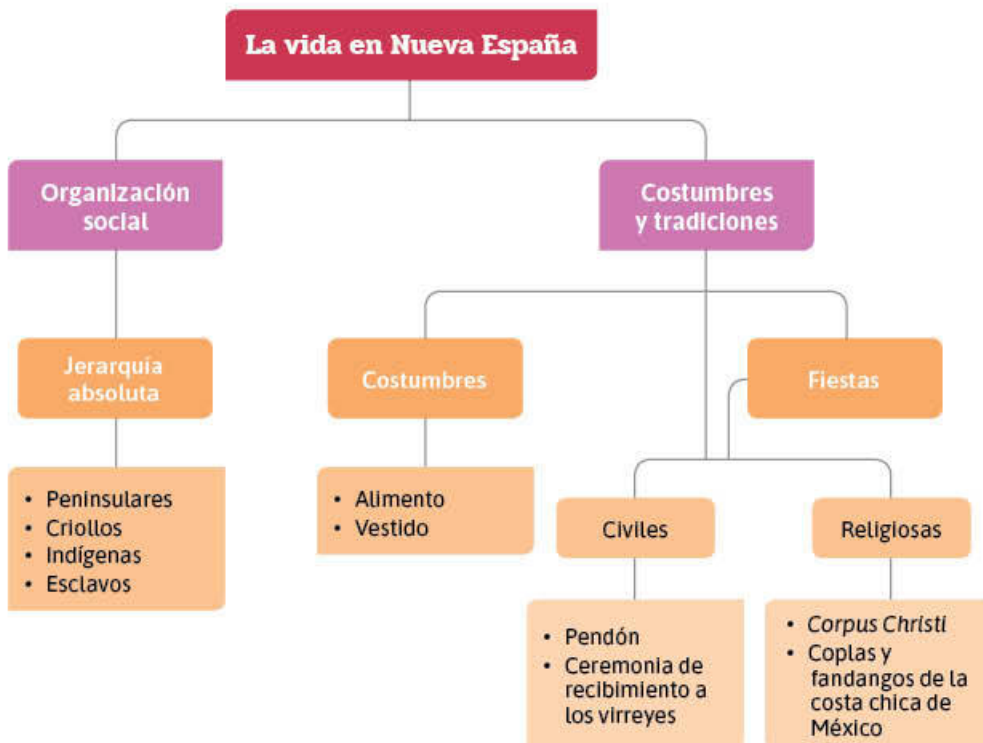 La vida en Nueva España
Organización
social
Costumbres
y tradiciones
Jerarquía
absoluta
Costumbres
Fiestas
• Peninsulares
• Criollos
• Indígenas
• Esclavos
• Alimento
• Vestido
Civiles
Religiosas
• Pendón
• Ceremonia de
recibimiento a
los virreyes
• Corpus Christi
• Coplas y
fandangos de la
costa chica de
México